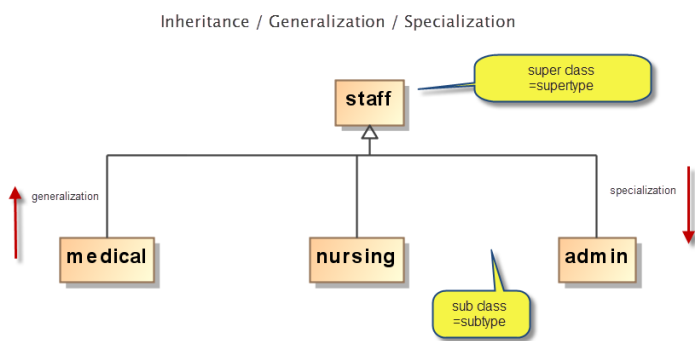 Inheritance / Generalization / Specialization
super class
=supertype
staff
generalization
specialization
medical
nursing
admin
sub class
=subtype